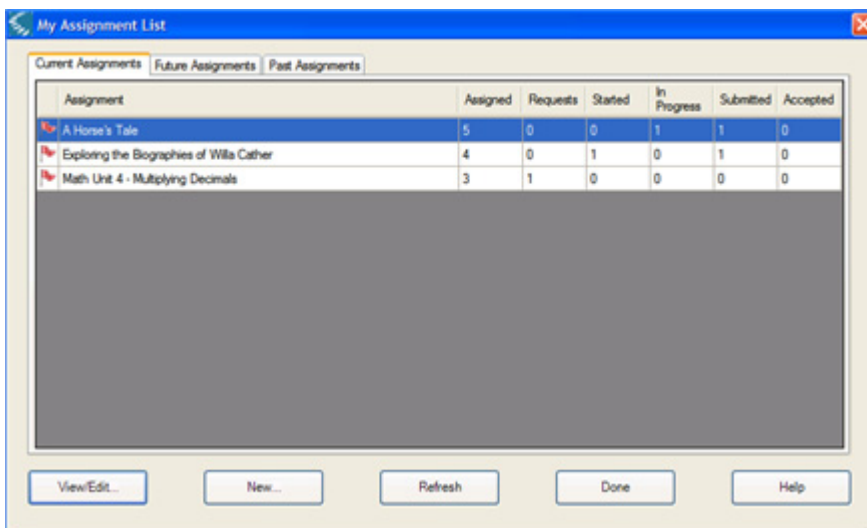 My Assignment List
Current Assignments Future Assignments Past Assignments
Assignment Assigned Requests Started In Progress Submitted Accepted
A Horse's Tale 5 0 0 1 1 0
Exploring the Biographies of Willa Cather 4 0 1 0 1 0
Math Unit 4 - Multiplying Decimals 3 1 0 0 0 0
View/Edit... New... Refresh Done Help